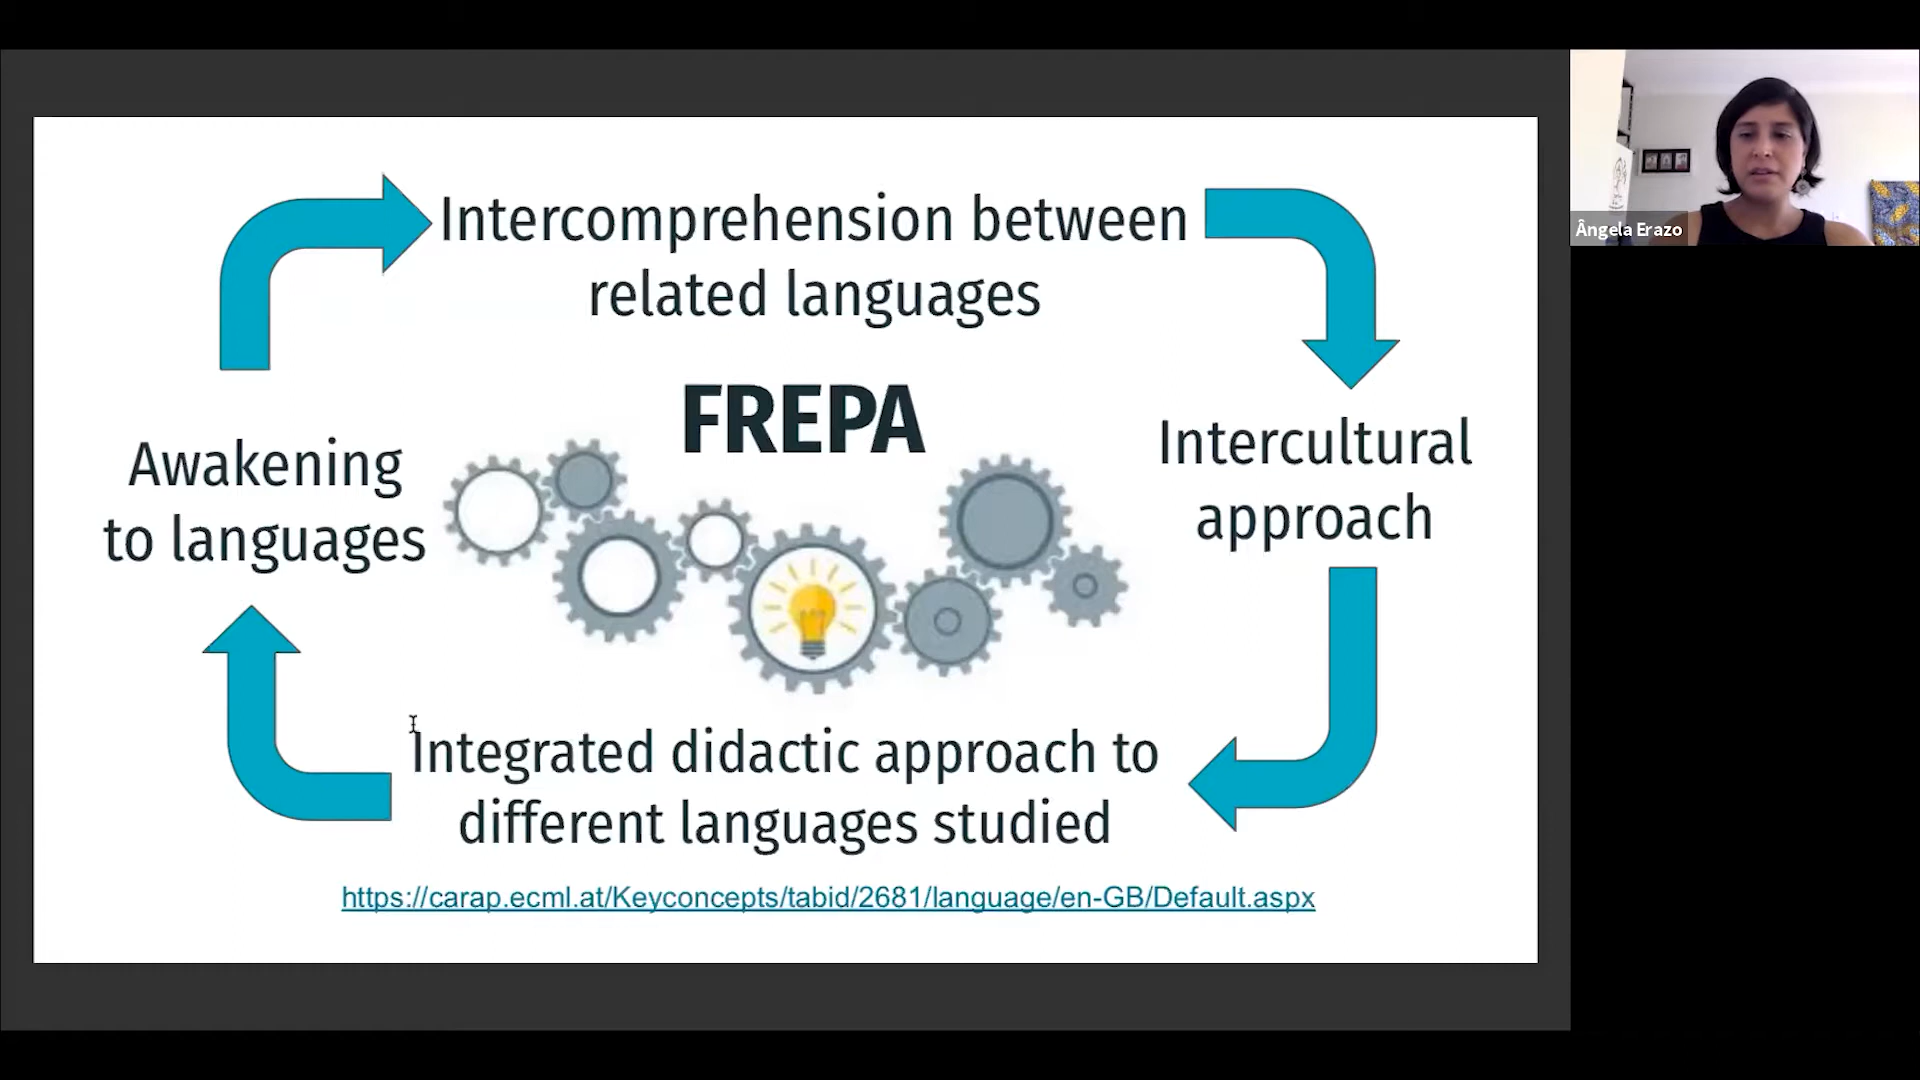 Intercomprehension between
related languages
FREPA
Awakening
to languages
Intercultural
approach
Integrated didactic approach to
different languages studied
https://carap.ecml.at/Keyconcepts/tabid/2681/language/en-GB/Default.aspx
Ângela Erazo